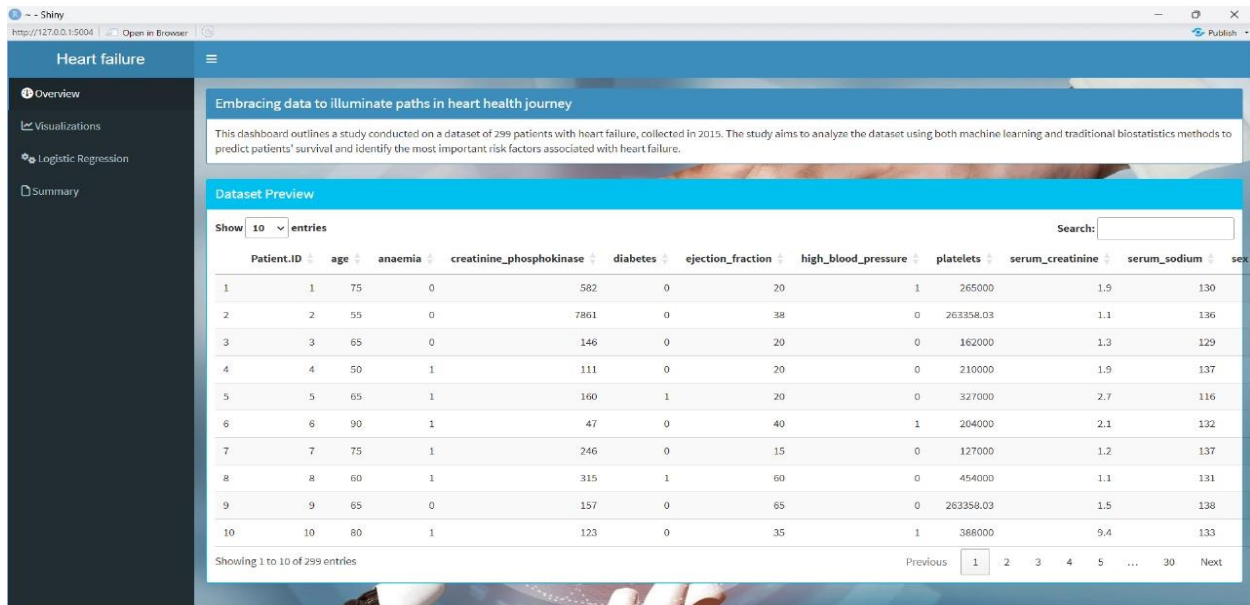 ~ - Shiny
http://127.0.0.1:5004 Open in Browser Publish
Heart failure
Overview
Visualizations
Logistic Regression
Summary
Embracing data to illuminate paths in heart health journey
This dashboard outlines a study conducted on a dataset of 299 patients with heart failure, collected in 2015. The study aims to analyze the dataset using both machine learning and traditional biostatistics methods to
predict patients' survival and identify the most important risk factors associated with heart failure.
Dataset Preview
Show 10 entries Search:
Patient.ID age anaemia creatinine_phosphokinase diabetes ejection_fraction high_blood_pressure platelets serum_creatinine serum_sodium sex
1 1 75 0 582 0 20 1 265000 1.9 130
2 2 55 0 7861 0 38 0 263358.03 1.1 136
3 3 65 0 146 0 20 0 162000 1.3 129
4 4 50 1 111 0 20 0 210000 1.9 137
5 5 65 1 160 1 20 0 327000 2.7 116
6 6 90 1 47 0 40 1 204000 2.1 132
7 7 75 1 246 0 15 0 127000 1.2 137
8 8 60 1 315 1 60 0 454000 1.1 131
9 9 65 0 157 0 65 0 263358.03 1.5 138
10 10 80 1 123 0 35 1 388000 9.4 133
Showing 1 to 10 of 299 entries Previous 1 2 3 4 5 ... 30 Next